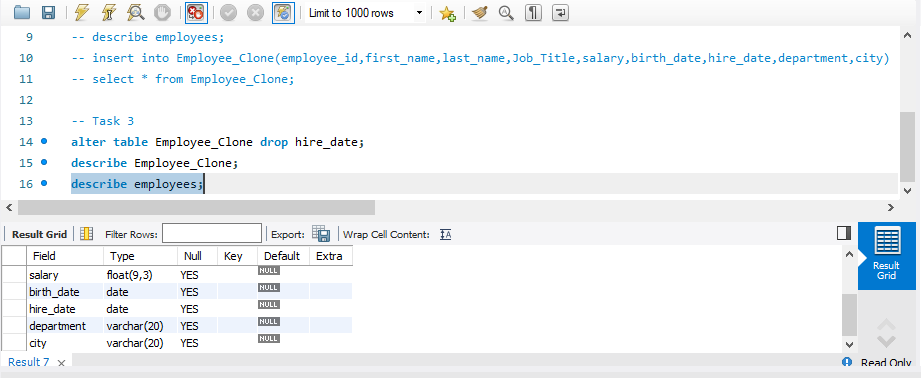 Limit to 1000 rows
9 -- describe employees;
10 -- insert into Employee_Clone(employee_id,first_name,last_name,Job_Title,salary,birth_date,hire_date,department,city)
11 -- select * from Employee_Clone;
12
13 -- Task 3
14 alter table Employee_Clone drop hire_date;
15 describe Employee_Clone;
16 describe employees;
Result Grid Filter Rows: Export: Wrap Cell Content: IA
Field Type Null Key Default Extra
salary float(9,3) YES NULL
birth_date date YES NULL
hire_date date YES NULL
department varchar(20) YES NULL
city varchar(20) YES NULL
Result
Grid
Result 7 × Read Only